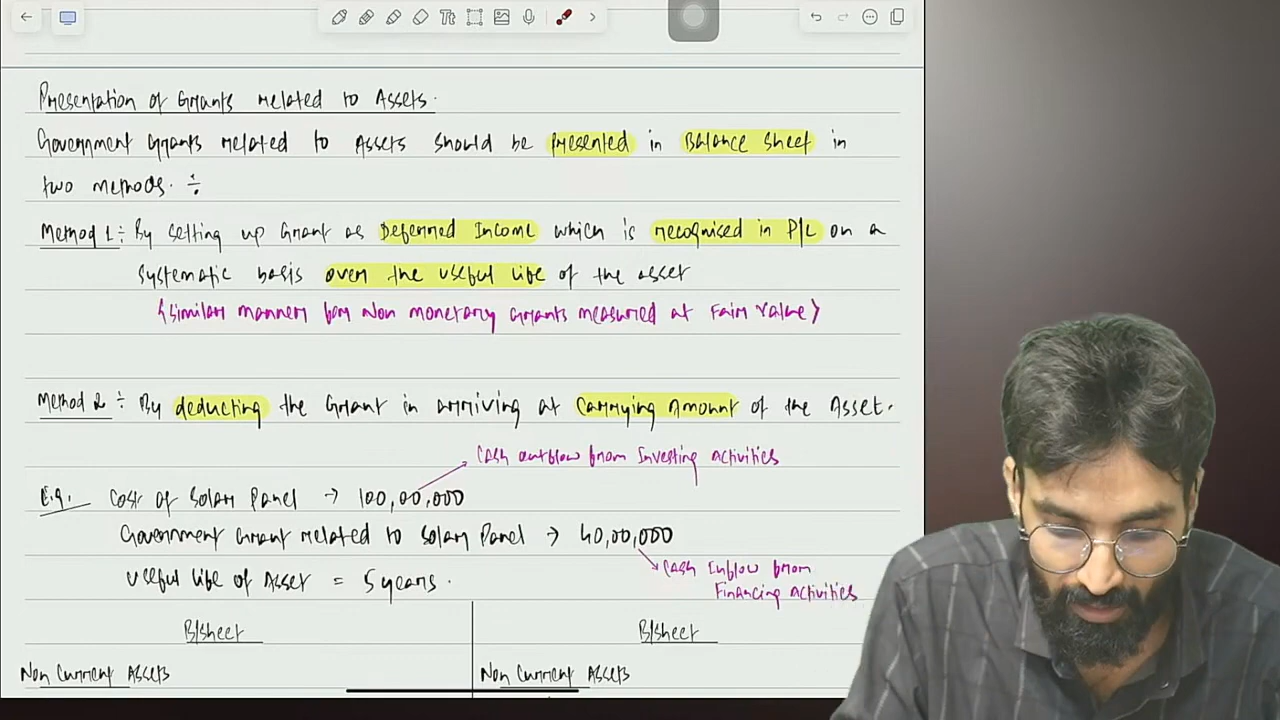 Presentation of Grants related to Assets.
Government Grants related to Assets should be presented in Balance Sheet in
two methods. ÷
Method 1 ÷ By setting up Grant as Deferred Income which is recognised in P/L on a
systematic basis over the useful life of the asset
{Similar manner for Non monetary Grants measured at Fair value}
Method 2 ÷ By deducting the Grant in arriving at Carrying Amount of the Asset.
Cash outflow from Investing activities
E.g. Cost of Solar Panel → 100,00,000
Government Grant related to Solar Panel → 40,00,000
Cash Inflow from
Financing activities
Useful life of Asset = 5 years.
B/Sheet
B/Sheet
Non Current Assets
Non Current Assets